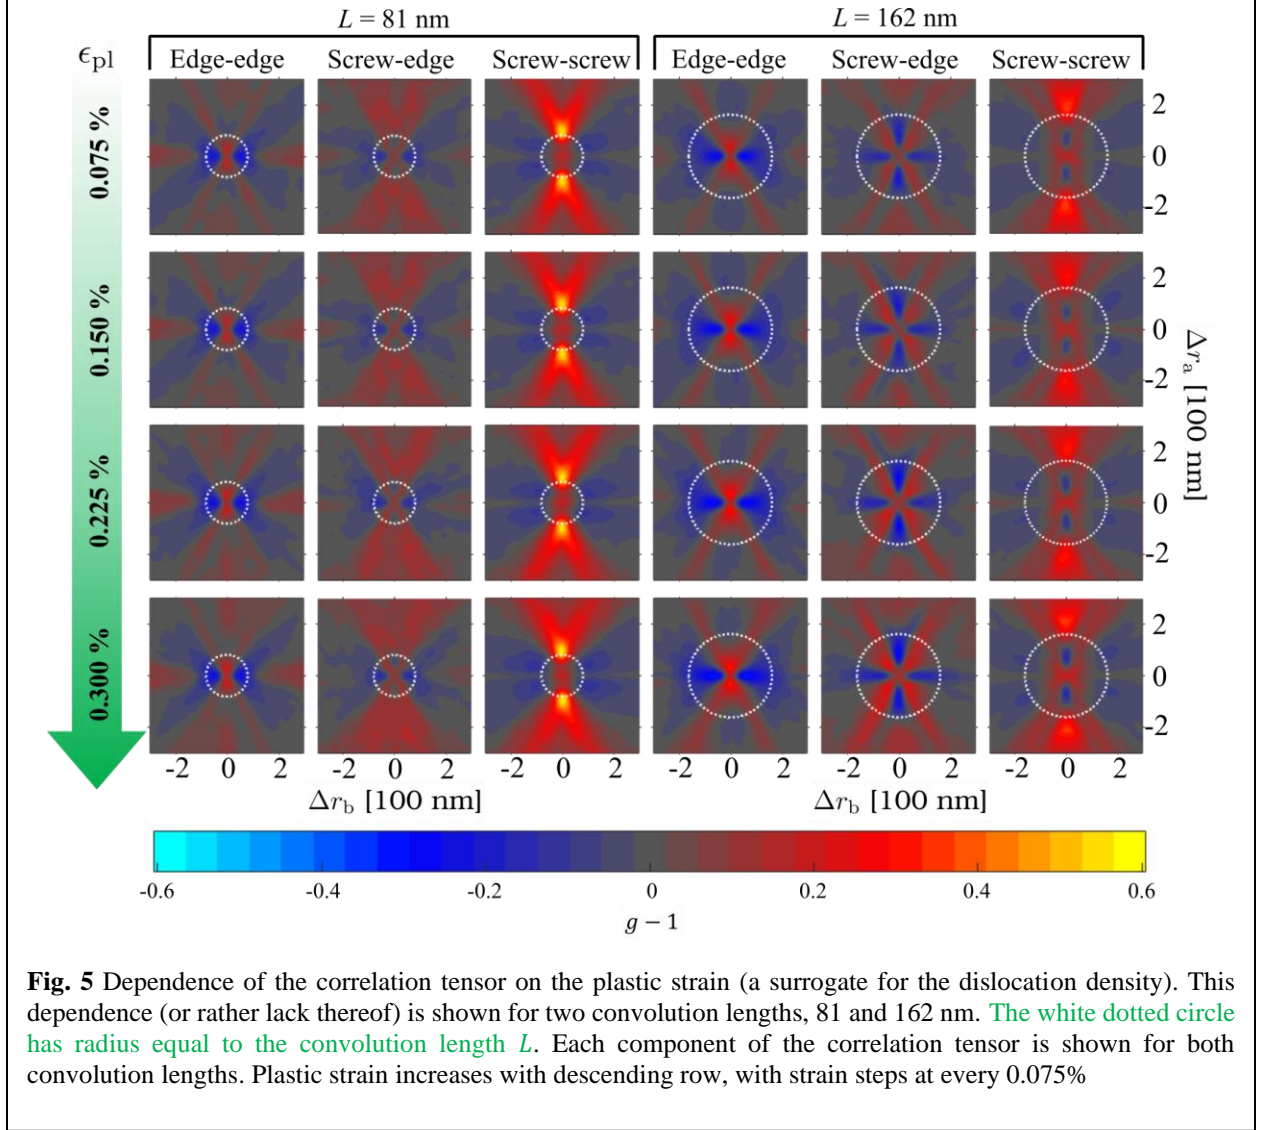 L = 81 nm
L = 162 nm
ϵpl
Edge-edge Screw-edge Screw-screw Edge-edge Screw-edge Screw-screw
0.075 %
2
0
-2
0.150 %
2
0
-2
Δra [100 nm]
0.225 %
2
0
-2
0.300 %
2
0
-2
-2 0 2 -2 0 2 -2 0 2 -2 0 2 -2 0 2 -2 0 2
Δrb [100 nm]
Δrb [100 nm]
-0.6 -0.4 -0.2 0 0.2 0.4 0.6
g − 1
Fig. 5 Dependence of the correlation tensor on the plastic strain (a surrogate for the dislocation density). This
dependence (or rather lack thereof) is shown for two convolution lengths, 81 and 162 nm. The white dotted circle
has radius equal to the convolution length L. Each component of the correlation tensor is shown for both
convolution lengths. Plastic strain increases with descending row, with strain steps at every 0.075%